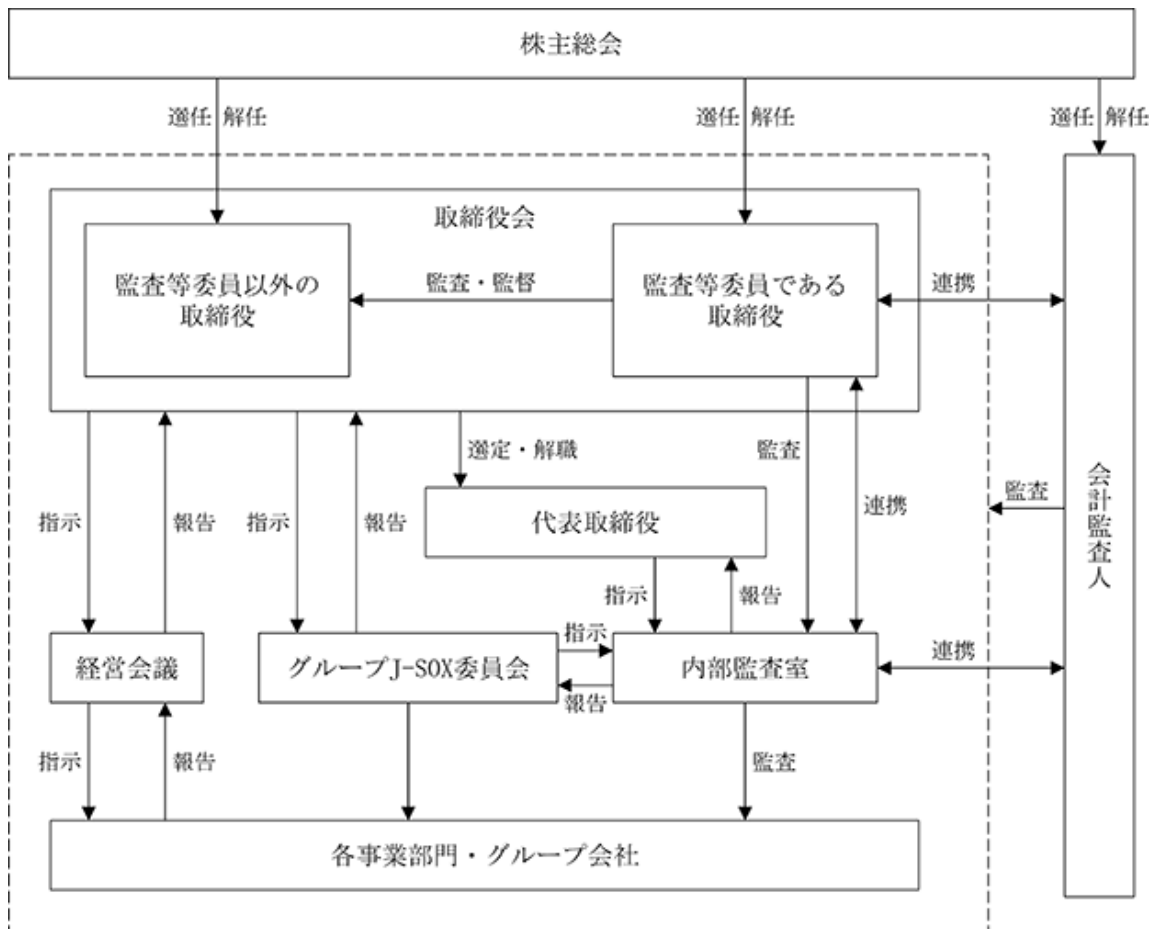 株主総会
選任 解任
選任 解任
選任 解任
取締役会
監査等委員以外の
取締役
監査・監督
監査等委員である
取締役
連携
選定・解職
監査
連携
代表取締役
指示
報告
指示
報告
監査
会計監査人
指示
報告
経営会議
グループJ-SOX委員会
指示
報告
内部監査室
連携
指示
報告
監査
各事業部門・グループ会社